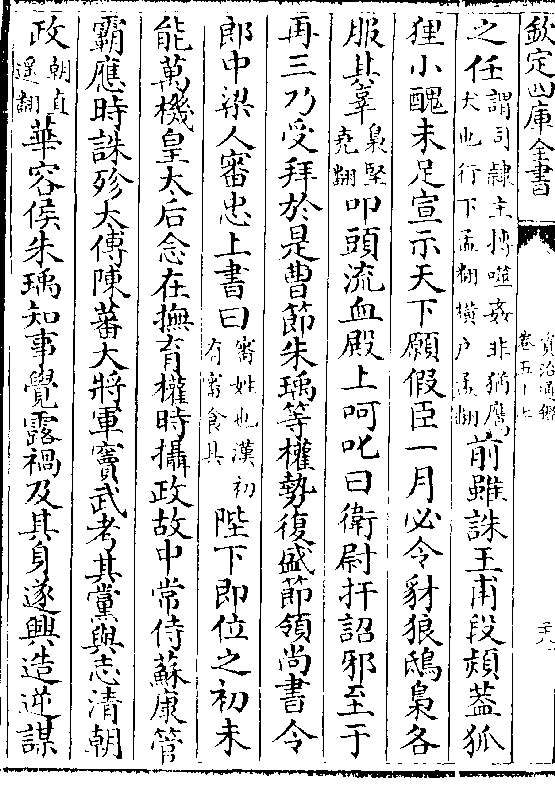 欽定四庫全書
資治通鑑
卷五十七
之任謂司隸主摶噬姦非猶鷹
犬也行下孟翻橫户孟翻前雖誅王甫段熲蓋狐
狸小醜未足宣示天下願假臣一月必令豺狼鴟梟各
服其辜梟堅
堯翻叩頭流血殿上呵叱曰衛尉扞詔邪至于
再三乃受拜於是曹節朱瑀等權勢復盛節領尚書令
郎中梁人審忠上書曰審姓也漢初
有審食其陛下即位之初未
能萬機皇太后念在撫育權時攝政故中常侍蘇康管
霸應時誅殄太傅陳蕃大將軍竇武考其黨與志清朝
政朝直
遥翻華容侯朱瑀知事覺露禍及其身遂興造逆謀